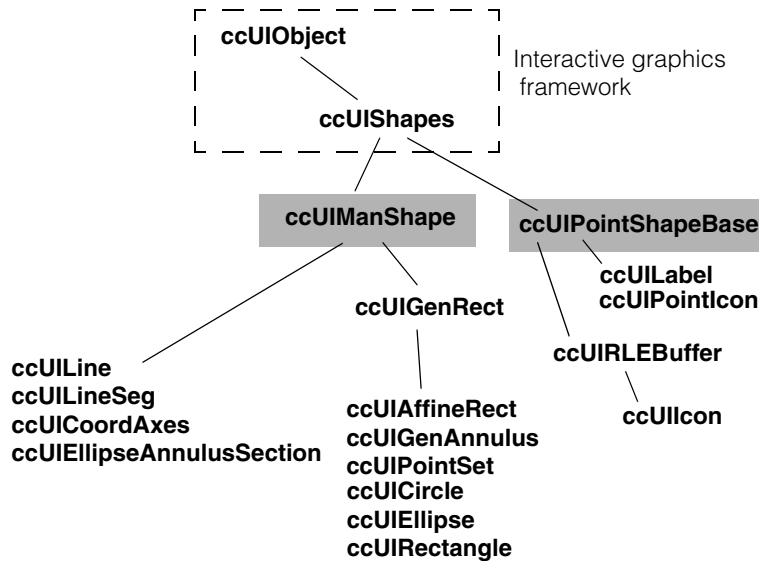 ccUIObject
Interactive graphics
framework
ccUIShapes
ccUIManShape
ccUIPointShapeBase
ccUILabel
ccUIPointIcon
ccUIGenRect
ccUIRLEBuffer
ccUIIcon
ccUILine
ccUILineSeg
ccUICoordAxes
ccUIEllipseAnnulusSection
ccUIAffineRect
ccUIGenAnnulus
ccUIPointSet
ccUICircle
ccUIEllipse
ccUIRectangle